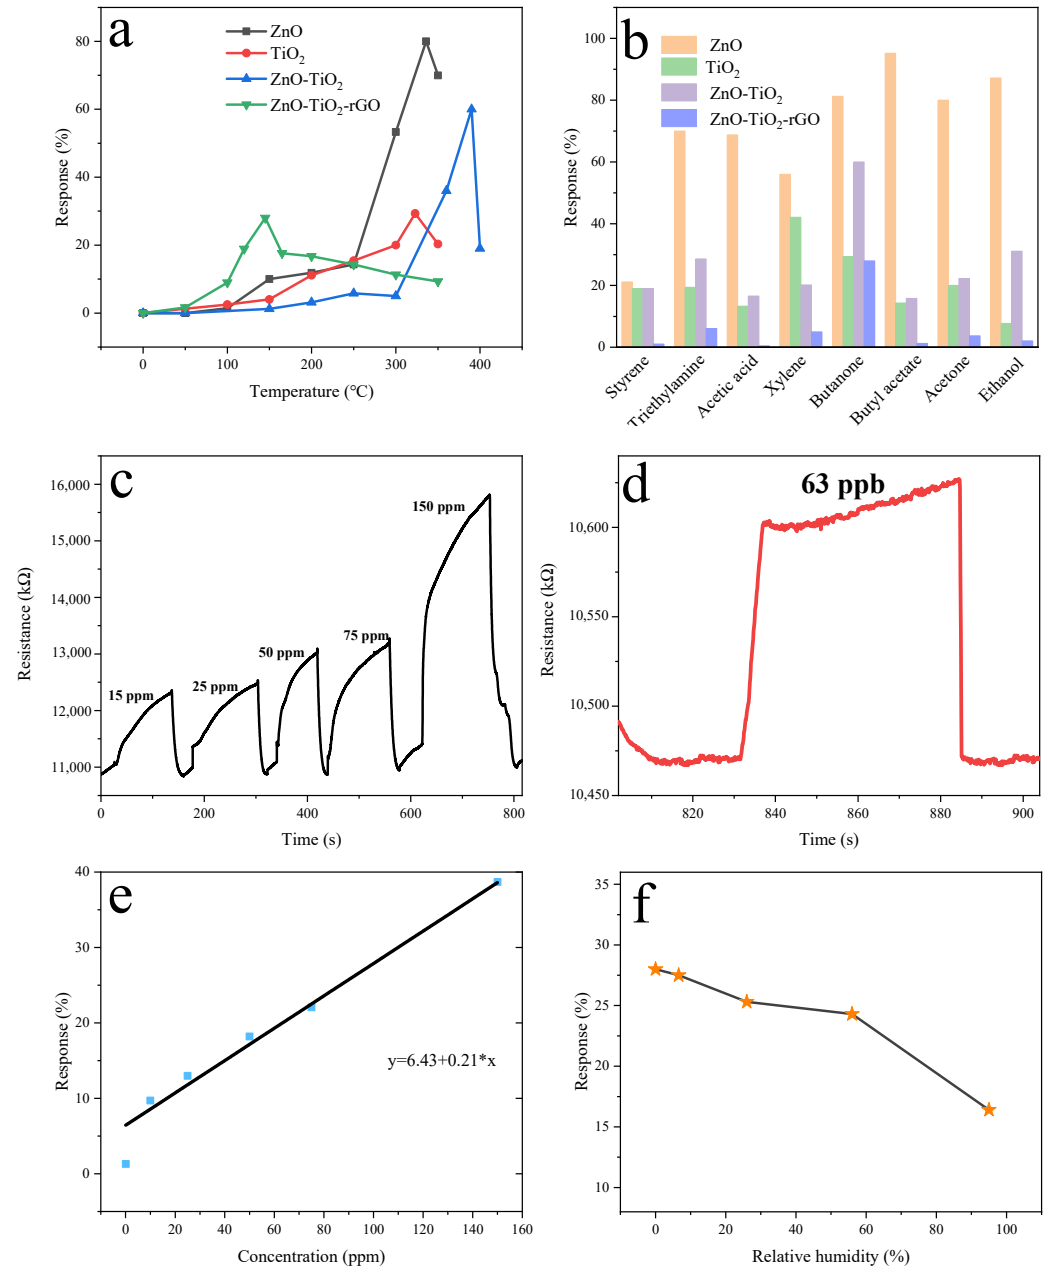 a
ZnO
TiO₂
ZnO-TiO₂
ZnO-TiO₂-rGO
Response (%)
80
60
40
20
0
0 100 200 300 400
Temperature (°C)
b
ZnO
TiO₂
ZnO-TiO₂
ZnO-TiO₂-rGO
Response (%)
100
80
60
40
20
0
Styrene
Triethylamine
Acetic acid
Xylene
Butanone
Butyl acetate
Acetone
Ethanol
c
Resistance (kΩ)
16,000
15,000
14,000
13,000
12,000
11,000
15 ppm
25 ppm
50 ppm
75 ppm
150 ppm
0 200 400 600 800
Time (s)
d
63 ppb
Resistance (kΩ)
10,600
10,550
10,500
10,450
820 840 860 880 900
Time (s)
e
Response (%)
40
30
20
10
0
y=6.43+0.21*x
0 20 40 60 80 100 120 140 160
Concentration (ppm)
f
Response (%)
35
30
25
20
15
10
0 20 40 60 80 100
Relative humidity (%)